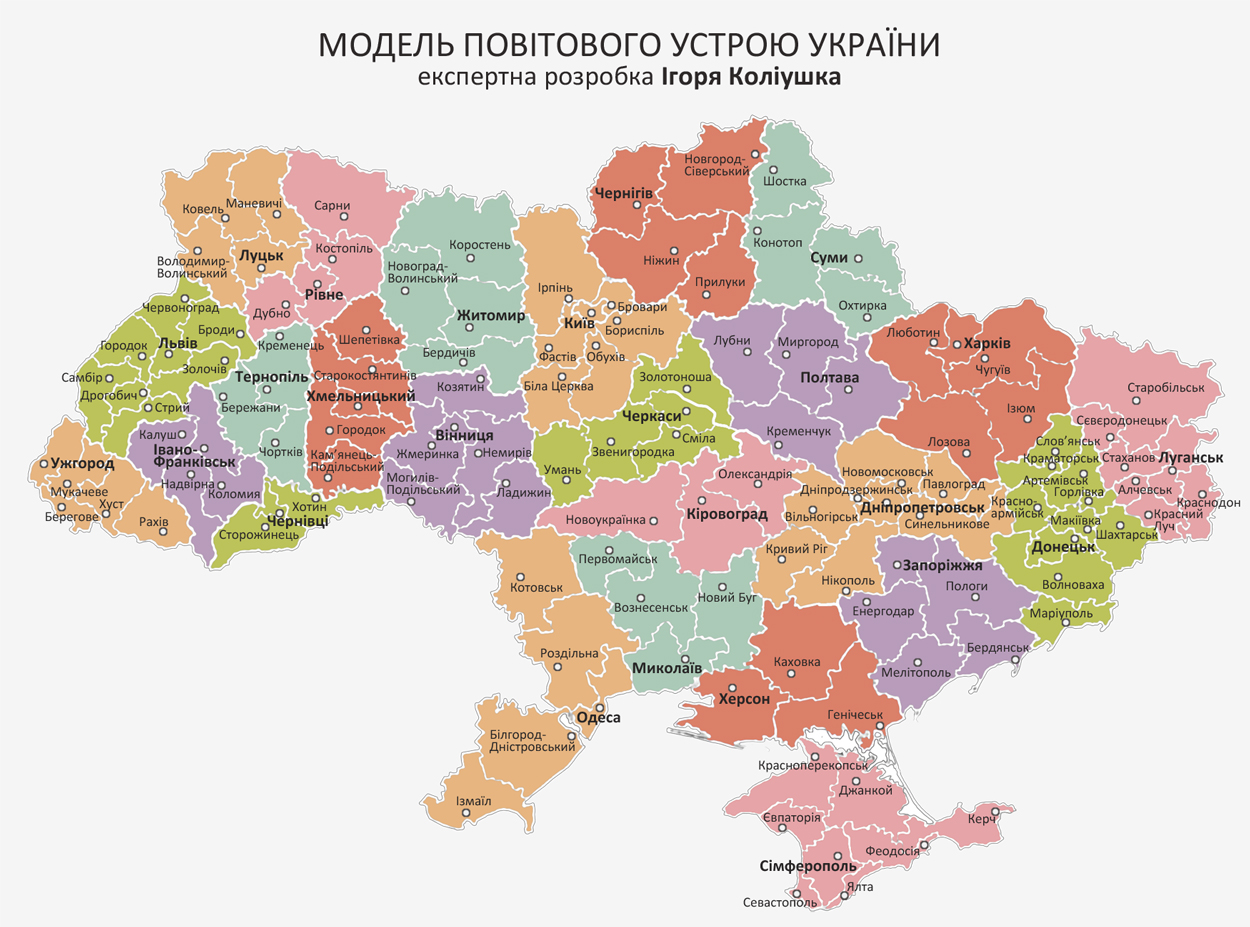 МОДЕЛЬ ПОВІТОВОГО УСТРОЮ УКРАЇНИ
експертна розробка Ігоря Коліушка
Новгород-
Сіверський
Шостка
Чернігів
Ковель
Маневичі
Сарни
Конотоп
Коростень
Костопіль
Луцьк
Володимир-
Волинський
Ніжин
Суми
Новоград-
Волинський
Прилуки
Рівне
Ірпінь
Червоноград
Дубно
Бровари
Охтирка
Житомир
Київ
Бориспіль
Броди
Шепетівка
Люботин
Львів
Городок
Кременець
Лубни
Миргород
Харків
Бердичів
Фастів
Обухів
Чугуїв
Золочів
Самбір
Тернопіль
Старокостянтинів
Козятин
Біла Церква
Золотоноша
Полтава
Старобільськ
Дрогобич
Стрий
Бережани
Хмельницький
Черкаси
Ізюм
Сєвєродонецьк
Калуш
Городок
Вінниця
Сміла
Кременчук
Лозова
Слов'янськ
Івано-
Франківськ
Чортків
Кам'янець-
Подільський
Жмеринка
Немирів
Звенигородка
Краматорськ
Стаханов
Луганськ
Ужгород
Умань
Олександрія
Новомосковськ
Надвірна
Могилів-
Подільський
Артемівськ
Алчевськ
Мукачеве
Коломия
Ладижин
Дніпродзержинськ
Павлоград
Горлівка
Краснодон
Хуст
Берегове
Хотин
Красно-
армійськ
Красний
Луч
Рахів
Чернівці
Новоукраїнка
Кіровоград
Вільногірськ
Дніпропетровськ
Синельникове
Макіївка
Сторожинець
Шахтарськ
Донецьк
Первомайськ
Кривий Ріг
Запоріжжя
Котовськ
Нікополь
Пологи
Волноваха
Вознесенськ
Новий Буг
Енергодар
Маріуполь
Роздільна
Каховка
Бердянськ
Миколаїв
Мелітополь
Херсон
Одеса
Генічеськ
Білгород-
Дністровський
Красноперекопськ
Джанкой
Ізмаїл
Євпаторія
Керч
Феодосія
Сімферополь
Ялта
Севастополь